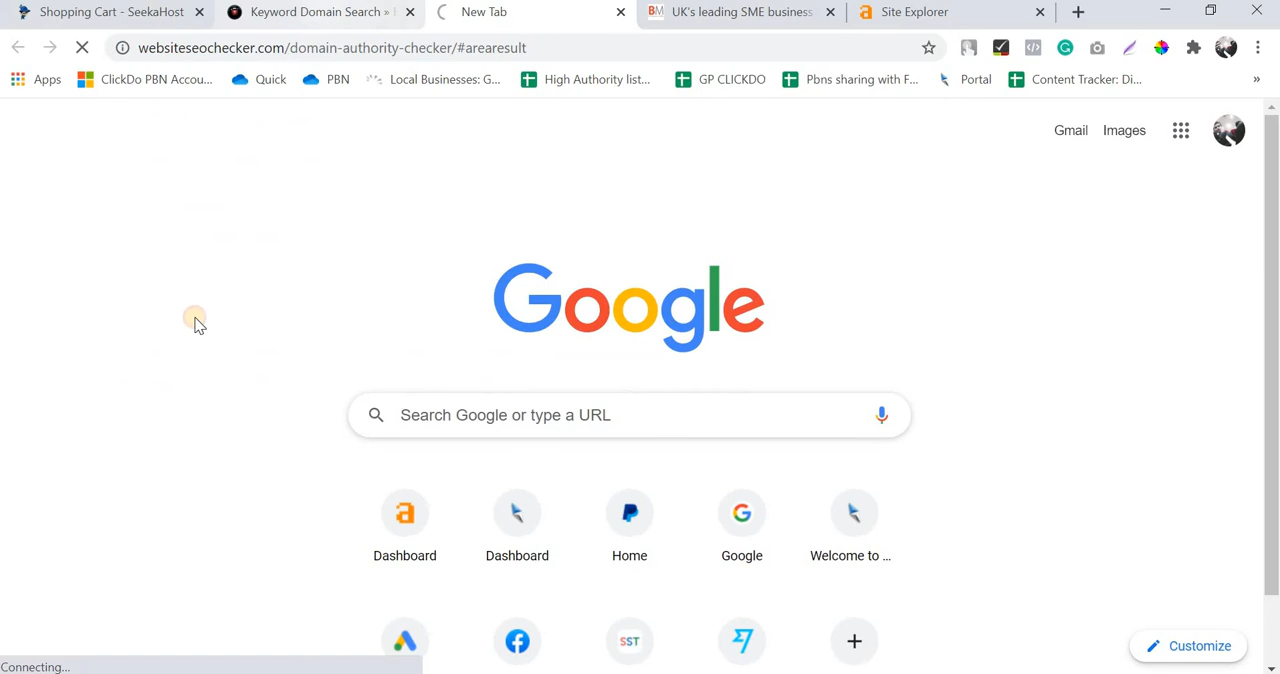 Shopping Cart - SeekaHost
Keyword Domain Search »
New Tab
UK's leading SME business
Site Explorer
websiteseochecker.com/domain-authority-checker/#arearesult
Apps
ClickDo PBN Accou...
Quick
PBN
Local Businesses: G...
High Authority list...
GP CLICKDO
Pbns sharing with F...
Portal
Content Tracker: Di...
»
Gmail
Images
Google
Search Google or type a URL
Dashboard
Dashboard
Home
Google
Welcome to ...
SST
Customize
Connecting...